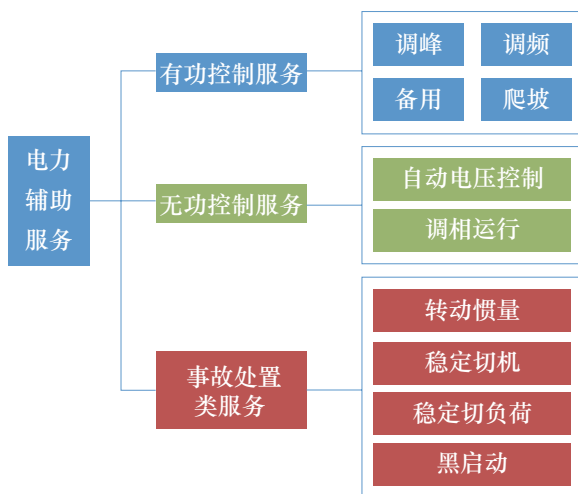 电力
辅助
服务
有功控制服务
调峰
调频
备用
爬坡
无功控制服务
自动电压控制
调相运行
事故处置
类服务
转动惯量
稳定切机
稳定切负荷
黑启动